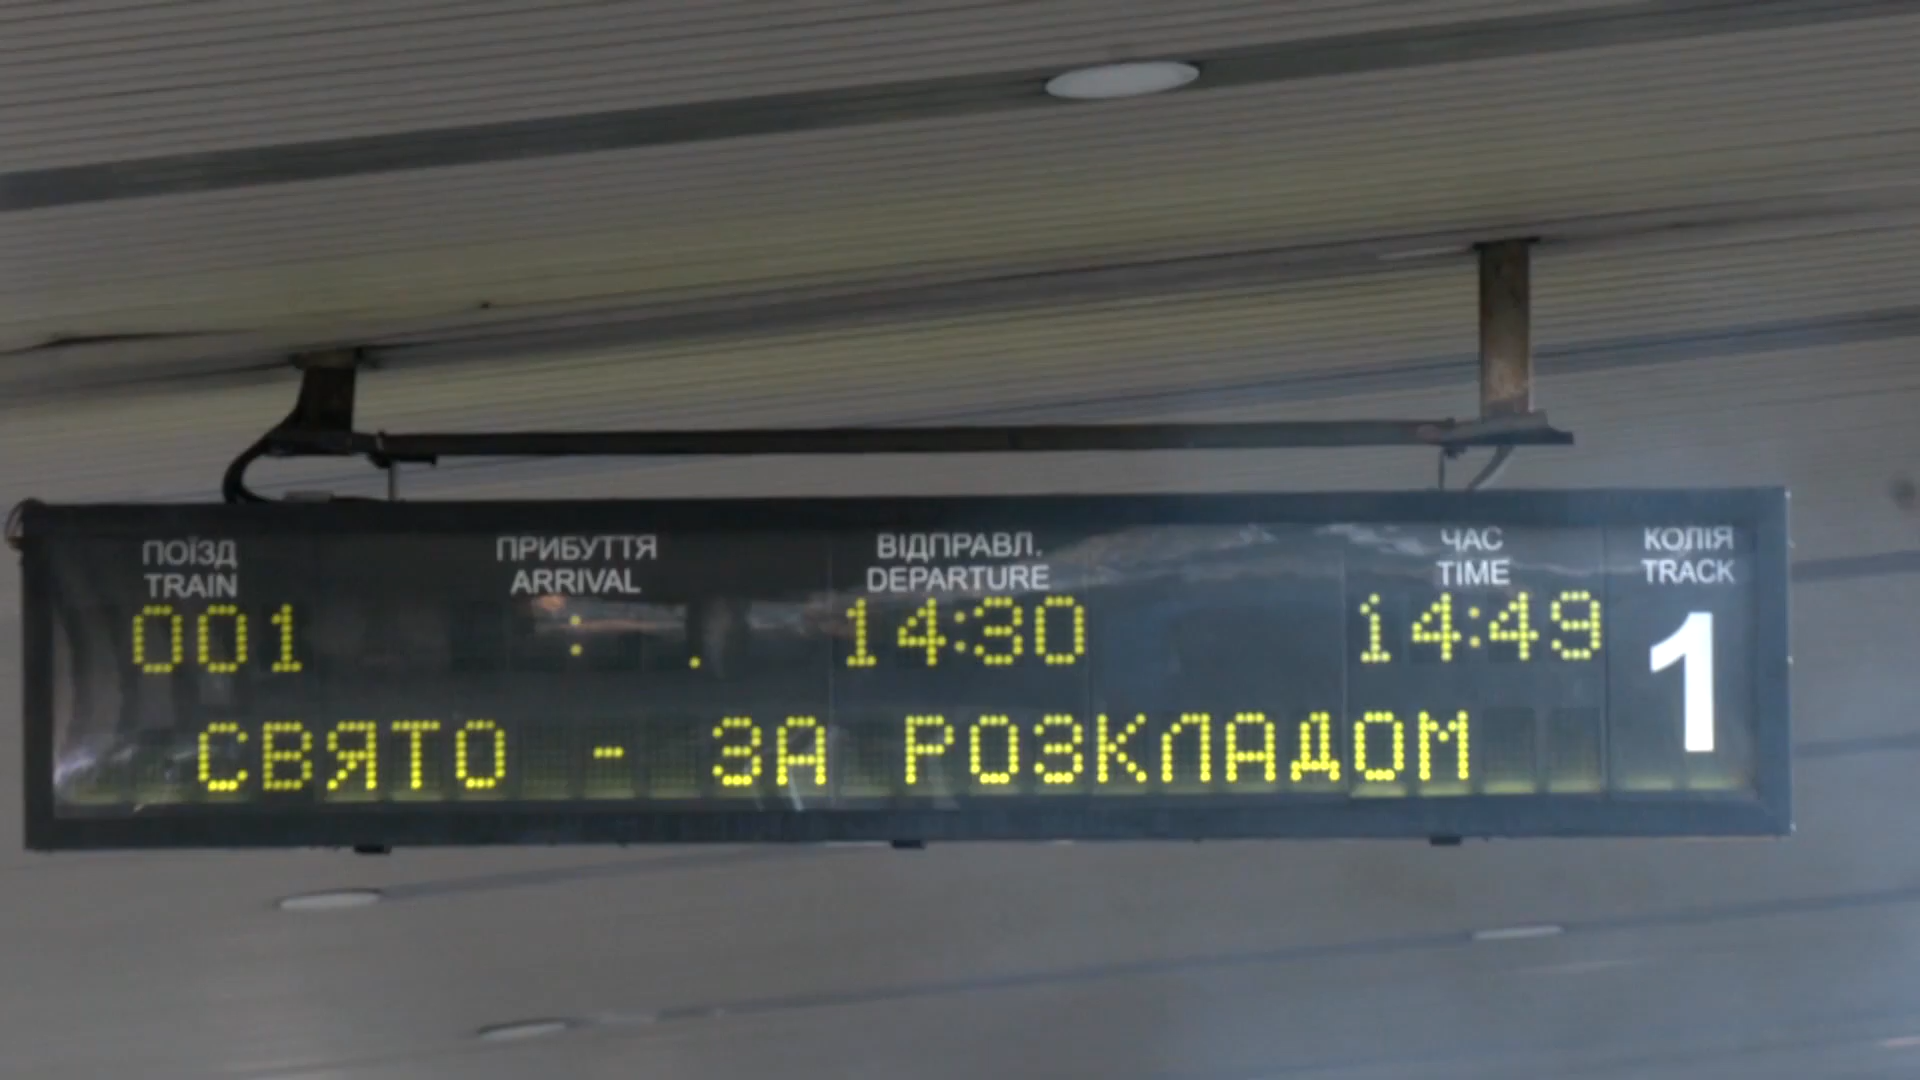 ПОЇЗД ПРИБУТТЯ ВІДПРАВЛ. ЧАС КОЛІЯ
TRAIN ARRIVAL DEPARTURE TIME TRACK
001 : . 14:30 14:49 1
СВЯТО - ЗА РОЗКЛАДОМ